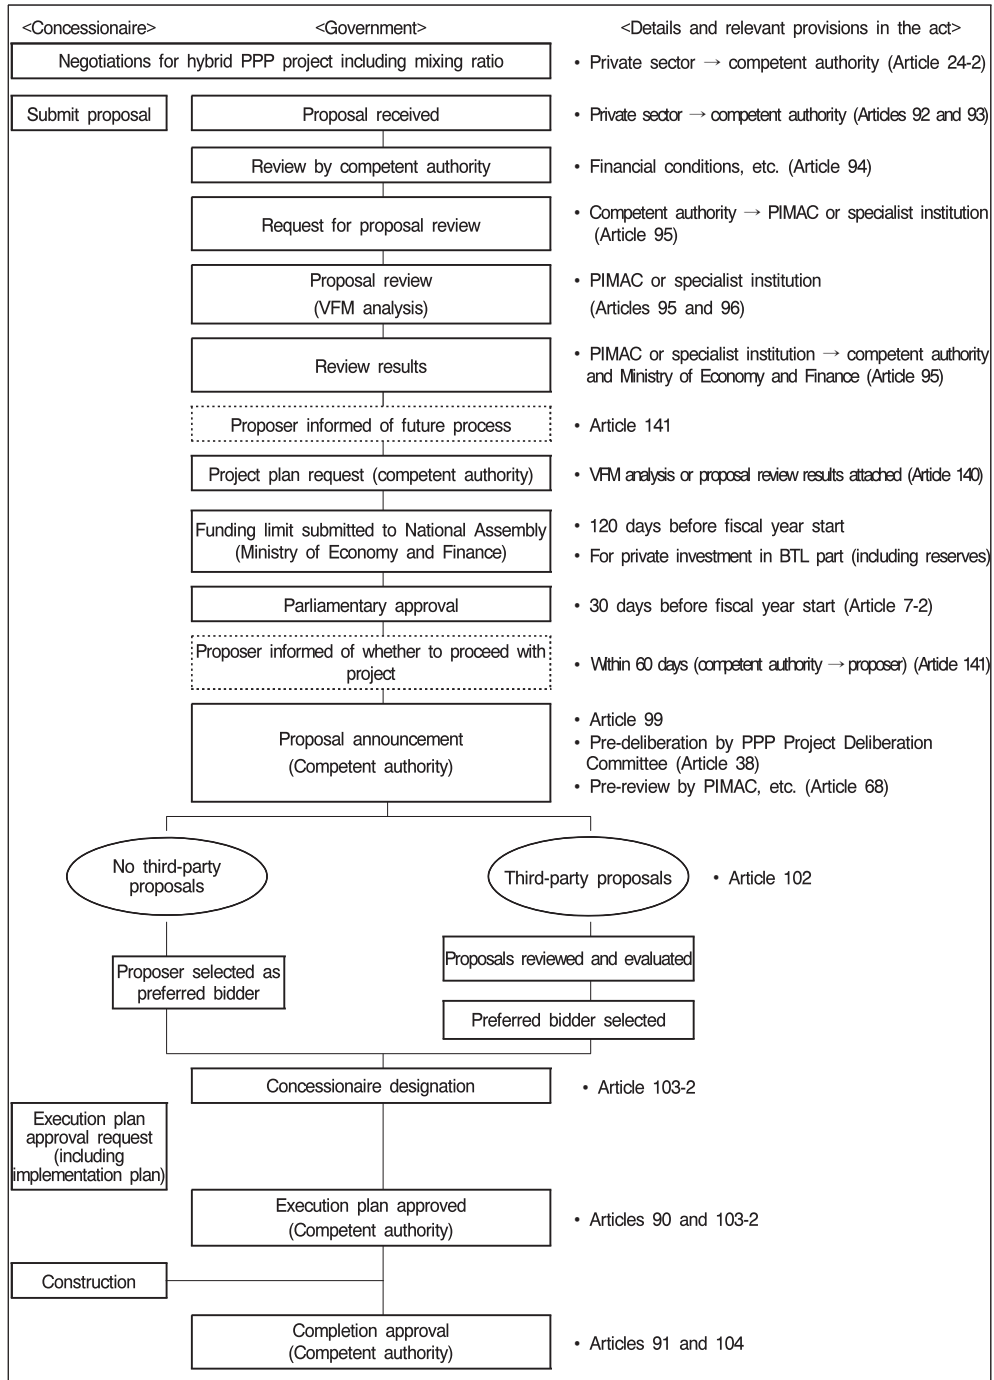 <Concessionaire> <Government> <Details and relevant provisions in the act>
Negotiations for hybrid PPP project including mixing ratio
• Private sector → competent authority (Article 24-2)
Submit proposal
Proposal received
• Private sector → competent authority (Articles 92 and 93)
Review by competent authority
• Financial conditions, etc. (Article 94)
Request for proposal review
• Competent authority → PIMAC or specialist institution
(Article 95)
Proposal review
(VFM analysis)
• PIMAC or specialist institution
(Articles 95 and 96)
Review results
• PIMAC or specialist institution → competent authority
and Ministry of Economy and Finance (Article 95)
Proposer informed of future process
• Article 141
Project plan request (competent authority)
• VFM analysis or proposal review results attached (Article 140)
Funding limit submitted to National Assembly
(Ministry of Economy and Finance)
• 120 days before fiscal year start
• For private investment in BTL part (including reserves)
Parliamentary approval
• 30 days before fiscal year start (Article 7-2)
Proposer informed of whether to proceed with
project
• Within 60 days (competent authority → proposer) (Article 141)
Proposal announcement
(Competent authority)
• Article 99
• Pre-deliberation by PPP Project Deliberation
Committee (Article 38)
• Pre-review by PIMAC, etc. (Article 68)
No third-party
proposals
Third-party proposals
• Article 102
Proposer selected as
preferred bidder
Proposals reviewed and evaluated
Preferred bidder selected
Concessionaire designation
• Article 103-2
Execution plan
approval request
(including
implementation plan)
Execution plan approved
(Competent authority)
• Articles 90 and 103-2
Construction
Completion approval
(Competent authority)
• Articles 91 and 104